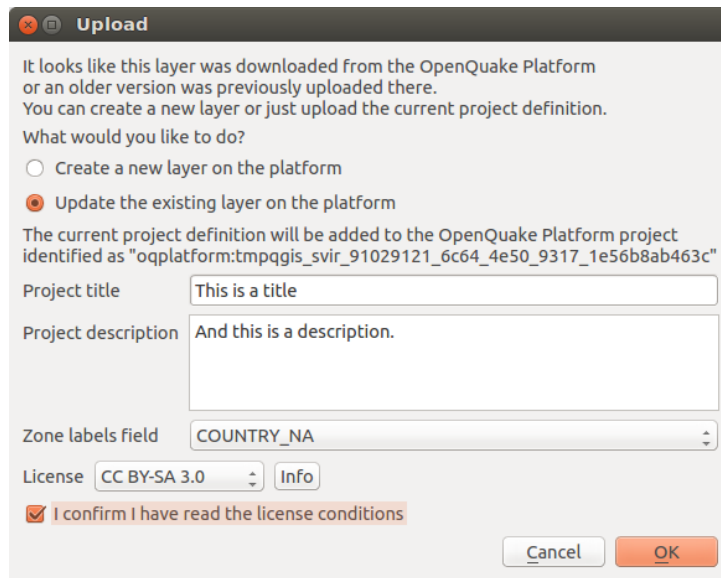 Upload
It looks like this layer was downloaded from the OpenQuake Platform
or an older version was previously uploaded there.
You can create a new layer or just upload the current project definition.
What would you like to do?
Create a new layer on the platform
Update the existing layer on the platform
The current project definition will be added to the OpenQuake Platform project
identified as "oqplatform:tmpqgis_svir_91029121_6c64_4e50_9317_1e56b8ab463c"
Project title This is a title
Project description And this is a description.
Zone labels field COUNTRY_NA
License CC BY-SA 3.0 Info
I confirm I have read the license conditions
Cancel OK